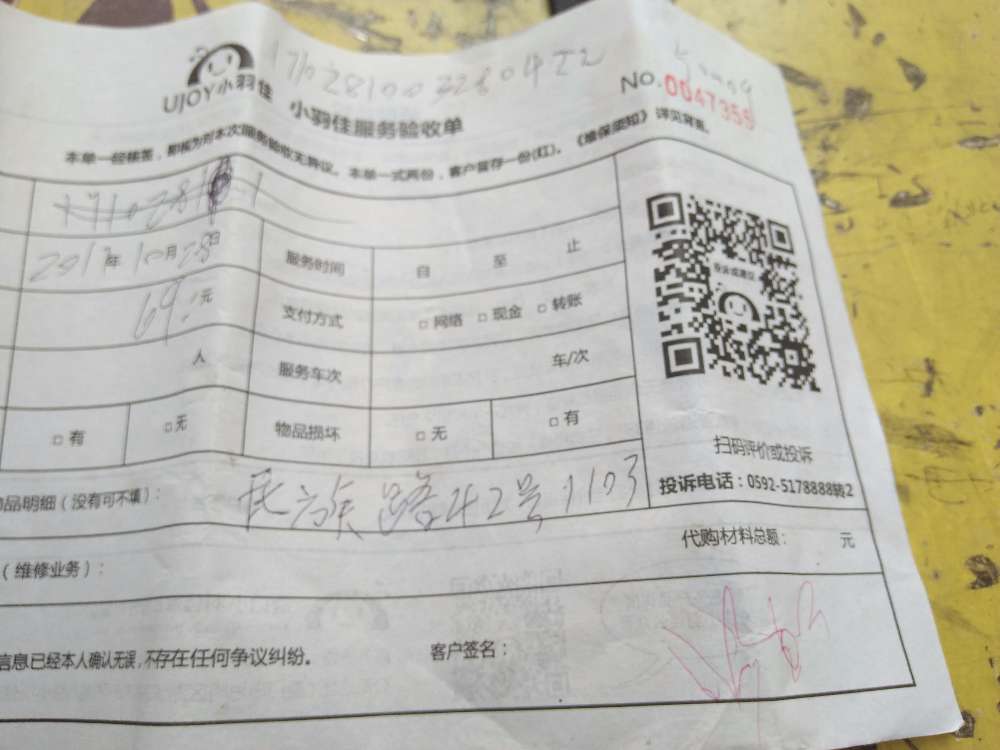 UJOY小羽佳
小羽佳服务验收单
No.0047355
本单一经核签，即视为对本次服务验收无异议。本单一式两份，客户留存一份(红)。《维保须知》详见背面。
2017年10月28日
服务时间 自 至 止
69.元
支付方式 □网络 □现金 □转账
人
服务车次 车/次
□有 □无
物品损坏 □无 □有
投诉或建议
扫码评价或投诉
投诉电话：0592-5178888转2
品明细（没有可不填）：
民族路42号1103
代购材料总额： 元
（维修业务）：
信息已经本人确认无误，不存在任何争议纠纷。
客户签名：